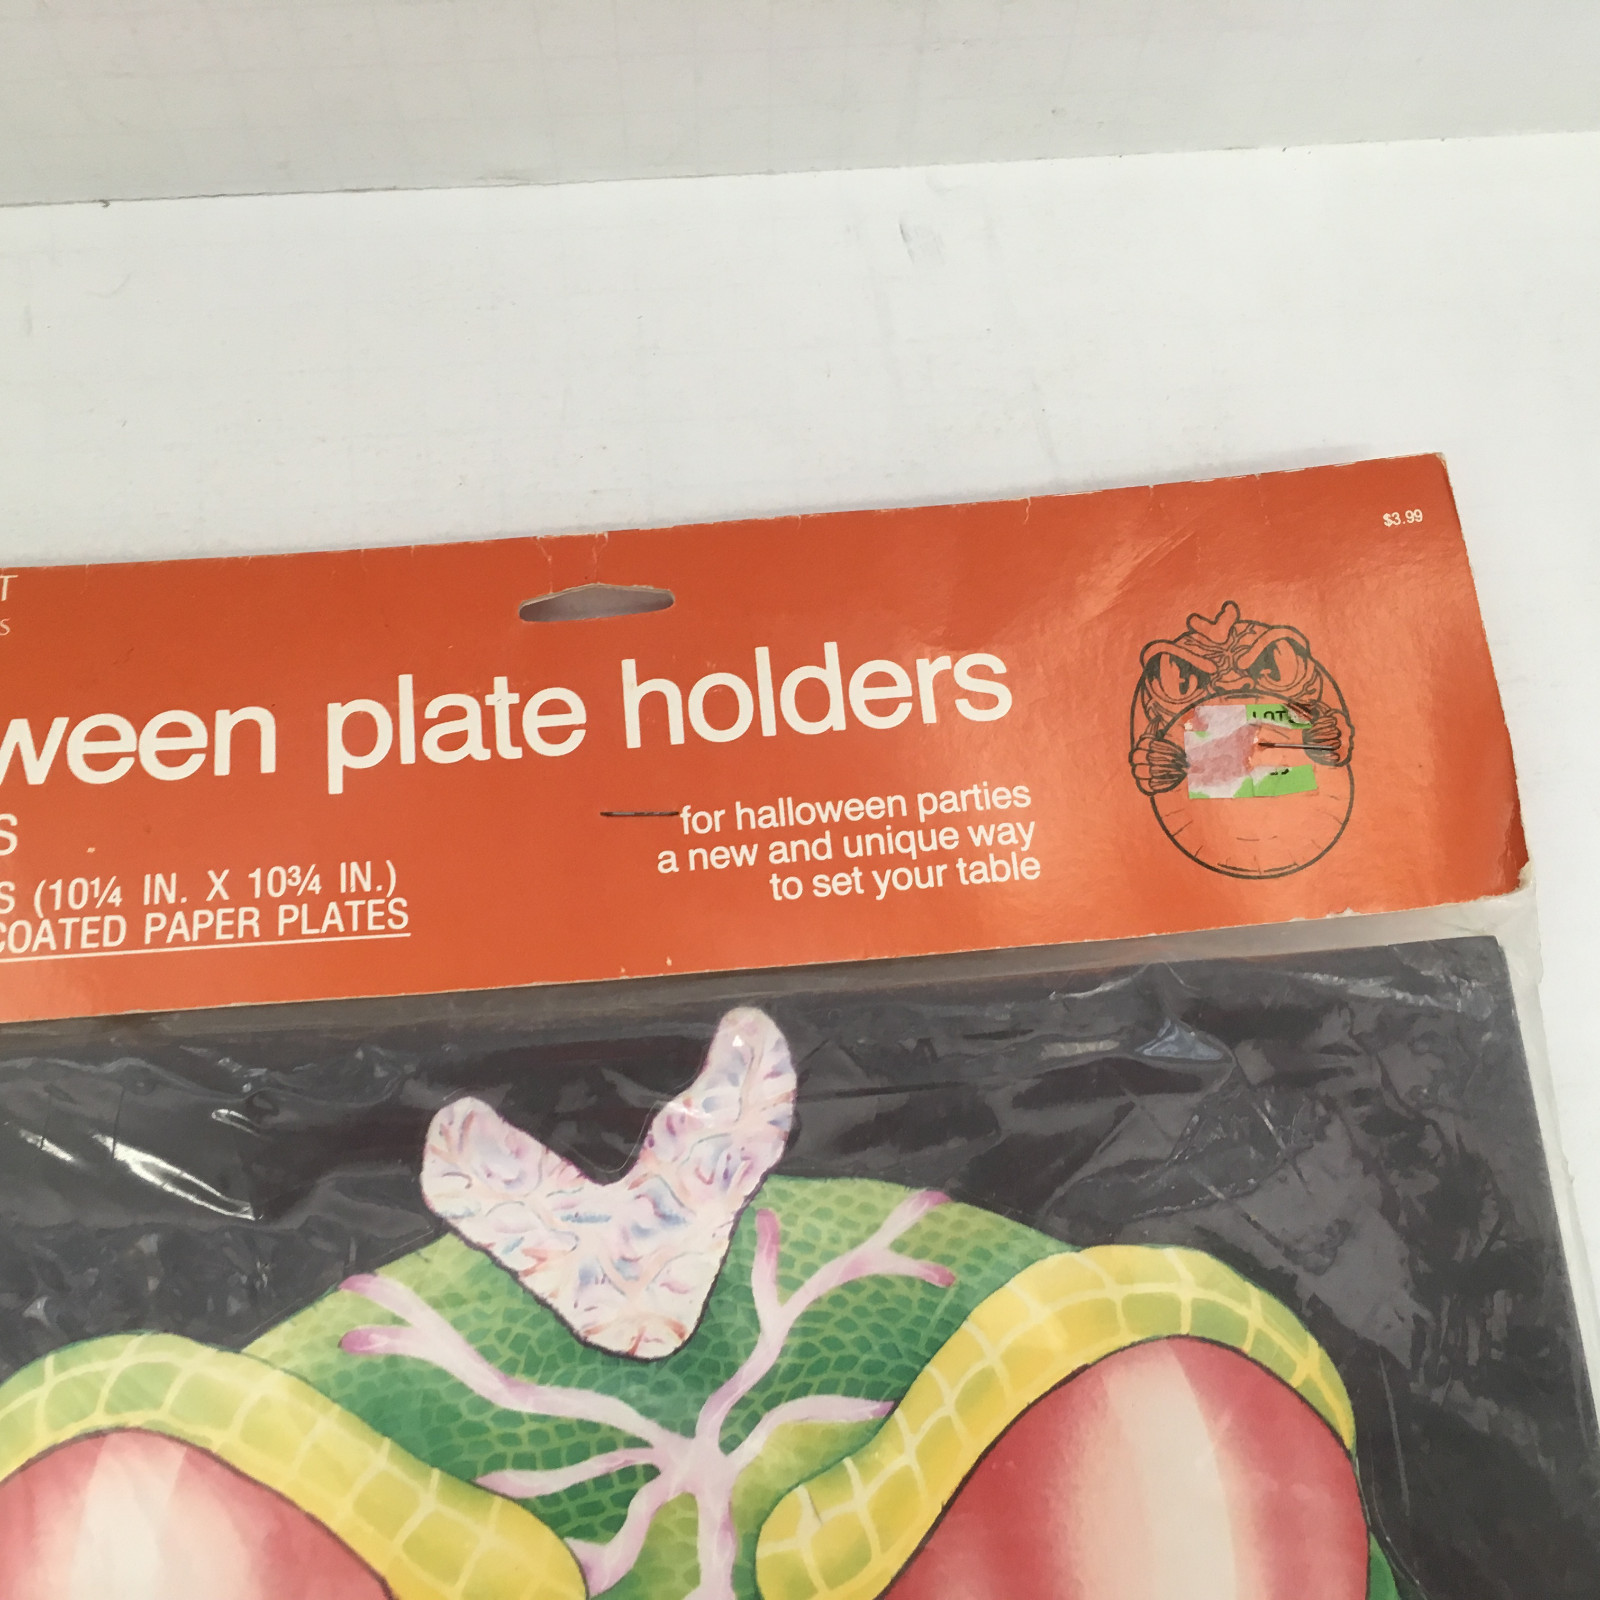 $3.99
T
S
ween plate holders
LOT
S
for halloween parties
a new and unique way
to set your table
S (10¼ IN. X 10¾ IN.)
COATED PAPER PLATES